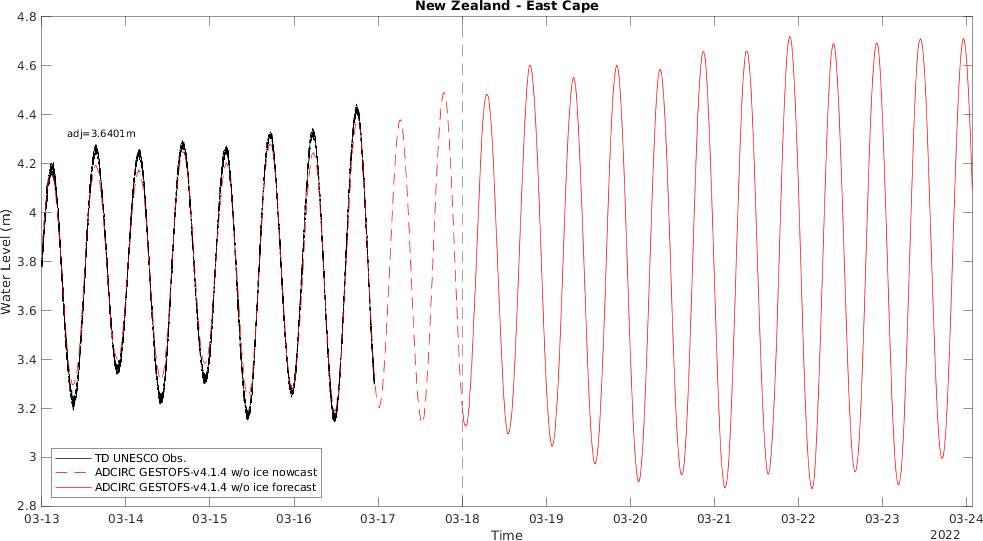 New Zealand - East Cape
4.8
4.6
4.4
4.2
4
3.8
3.6
3.4
3.2
3
2.8
Water Level (m)
adj=3.6401m
TD UNESCO Obs.
ADCIRC GESTOFS-v4.1.4 w/o ice nowcast
ADCIRC GESTOFS-v4.1.4 w/o ice forecast
03-13 03-14 03-15 03-16 03-17 03-18 03-19 03-20 03-21 03-22 03-23 03-24
Time
2022